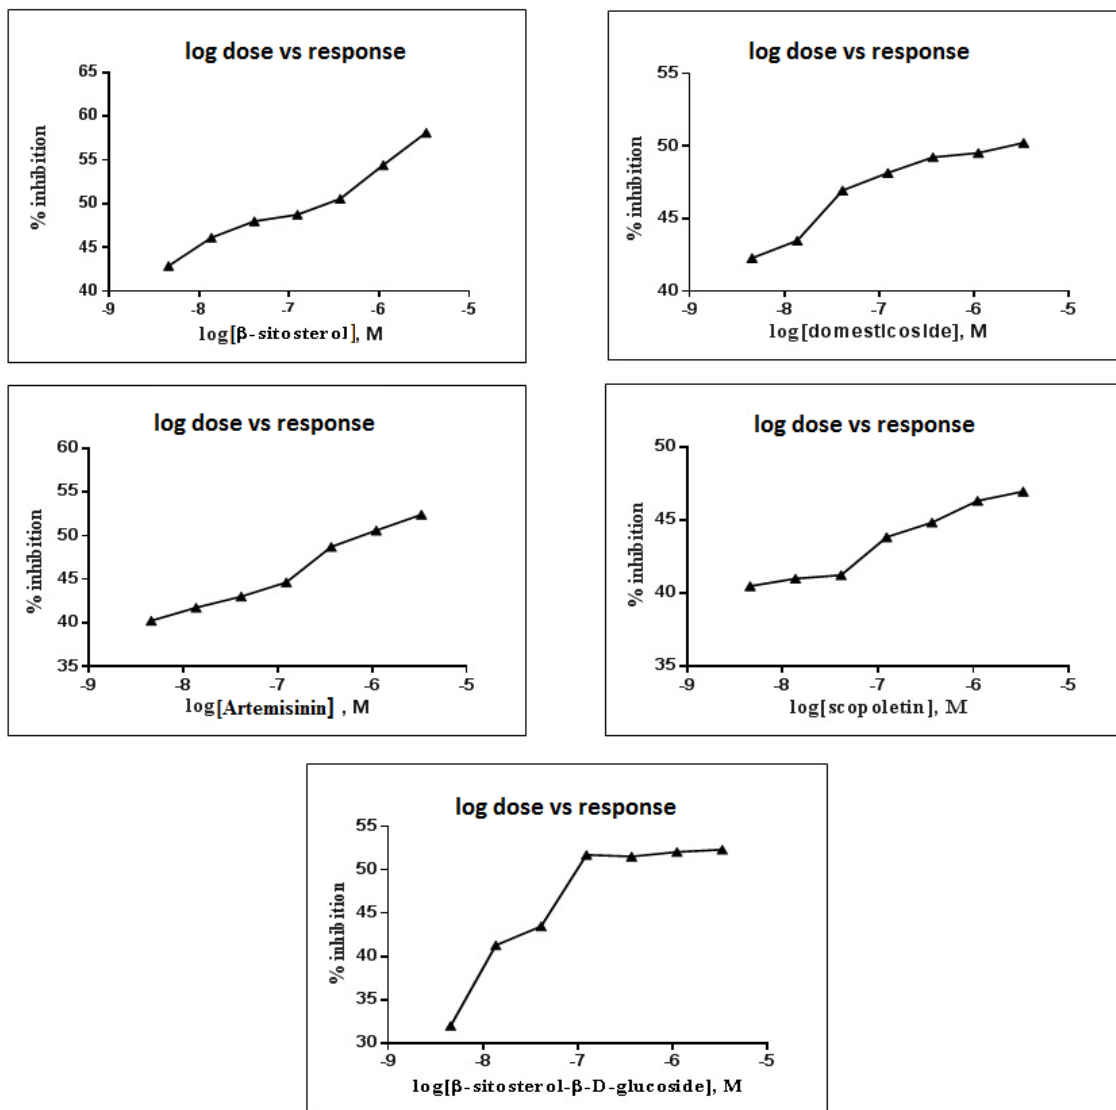 log dose vs response
65
60
55
50
45
40
% inhibition
-9 -8 -7 -6 -5
log[β-sitosterol], M
log dose vs response
55
50
45
40
% inhibition
-9 -8 -7 -6 -5
log[domesticoside], M
log dose vs response
60
55
50
45
40
35
% inhibition
-9 -8 -7 -6 -5
log[Artemisinin] , M
log dose vs response
50
45
40
35
% inhibition
-9 -8 -7 -6 -5
log[scopoletin], M
log dose vs response
55
50
45
40
35
30
% inhibition
-9 -8 -7 -6 -5
log[β-sitosterol-β-D-glucoside], M